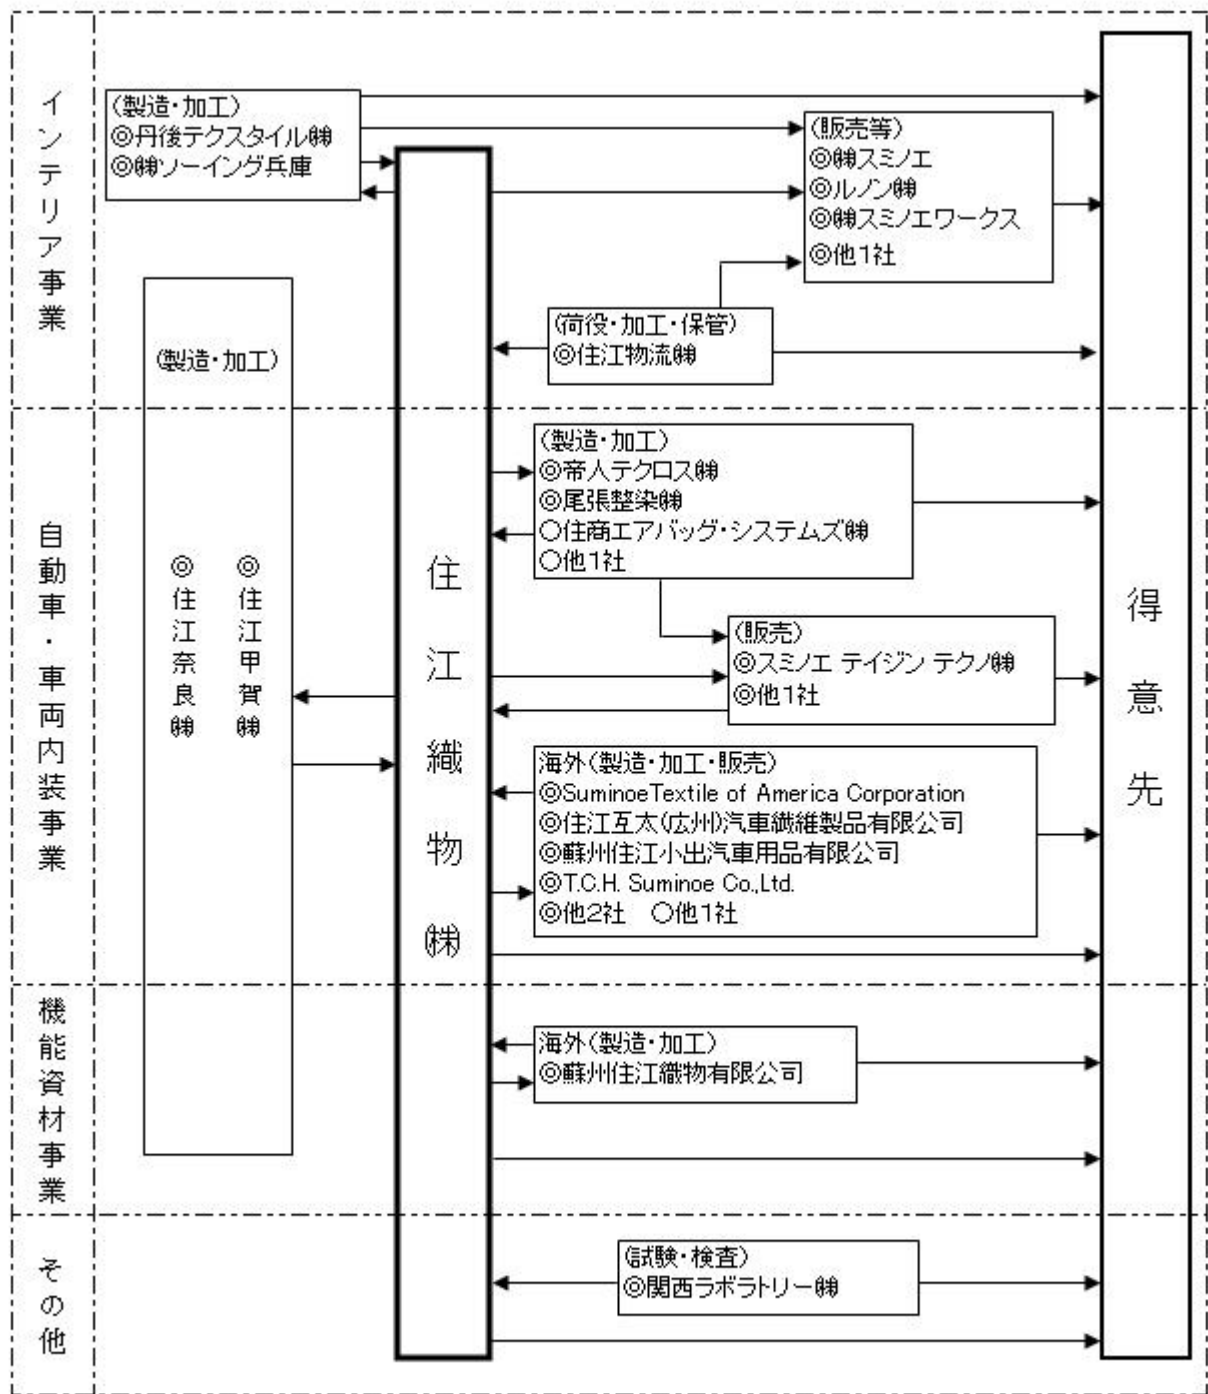 インテリア事業
(製造・加工)
◎丹後テクスタイル㈱
◎㈱ソーイング兵庫
(販売等)
◎㈱スミノエ
◎ルノン㈱
◎㈱スミノエワークス
◎他1社
(荷役・加工・保管)
◎住江物流㈱
(製造・加工)
◎住江甲賀㈱
◎住江奈良㈱
住江織物㈱
得意先
自動車・車両内装事業
(製造・加工)
◎帝人テクロス㈱
◎尾張整染㈱
○住商エアバッグ・システムズ㈱
○他1社
(販売)
◎スミノエ テイジン テクノ㈱
◎他1社
海外(製造・加工・販売)
◎SuminoeTextile of America Corporation
◎住江互太(広州)汽車繊維製品有限公司
◎蘇州住江小出汽車用品有限公司
◎T.C.H. Suminoe Co.,Ltd.
◎他2社　○他1社
機能資材事業
海外(製造・加工)
◎蘇州住江織物有限公司
その他
(試験・検査)
◎関西ラボラトリー㈱